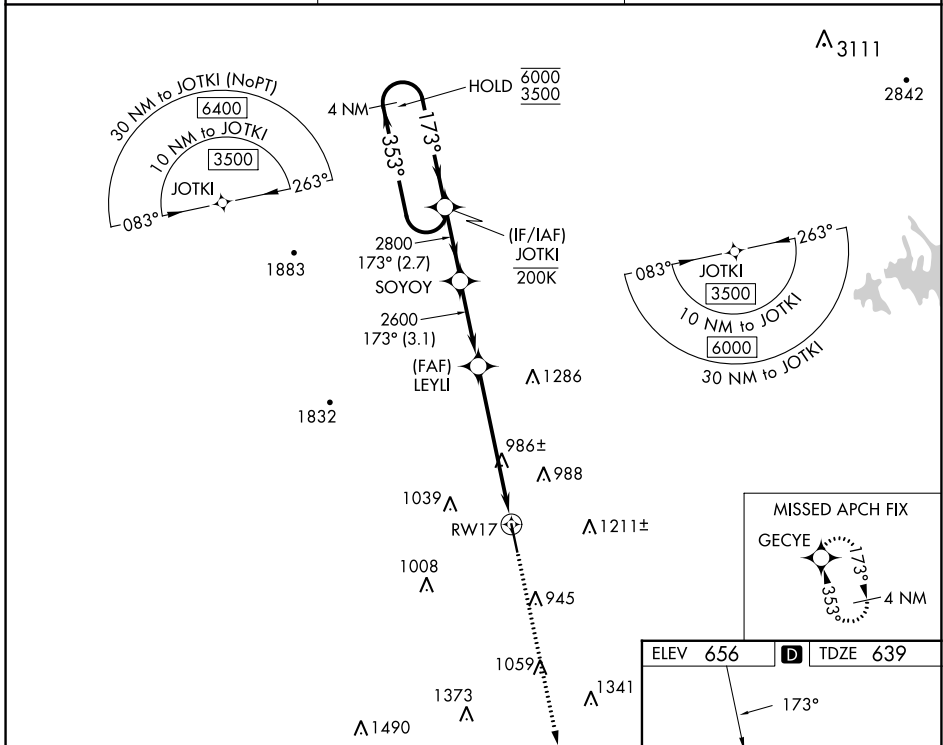 3111
2842
30 NM to JOTKI (NoPT)
6400
10 NM to JOTKI
3500
JOTKI
083°
263°
4 NM
HOLD 6000
3500
173°
353°
(IF/IAF)
JOTKI
200K
2800
173° (2.7)
SOYOY
2600
173° (3.1)
(FAF)
LEYLI
1883
1832
1286
083°
263°
JOTKI
3500
10 NM to JOTKI
6000
30 NM to JOTKI
986±
988
1039
RW17
1211±
1008
945
1059
1373
1341
1490
MISSED APCH FIX
GECYE
173°
353°
4 NM
ELEV 656 D TDZE 639
173°